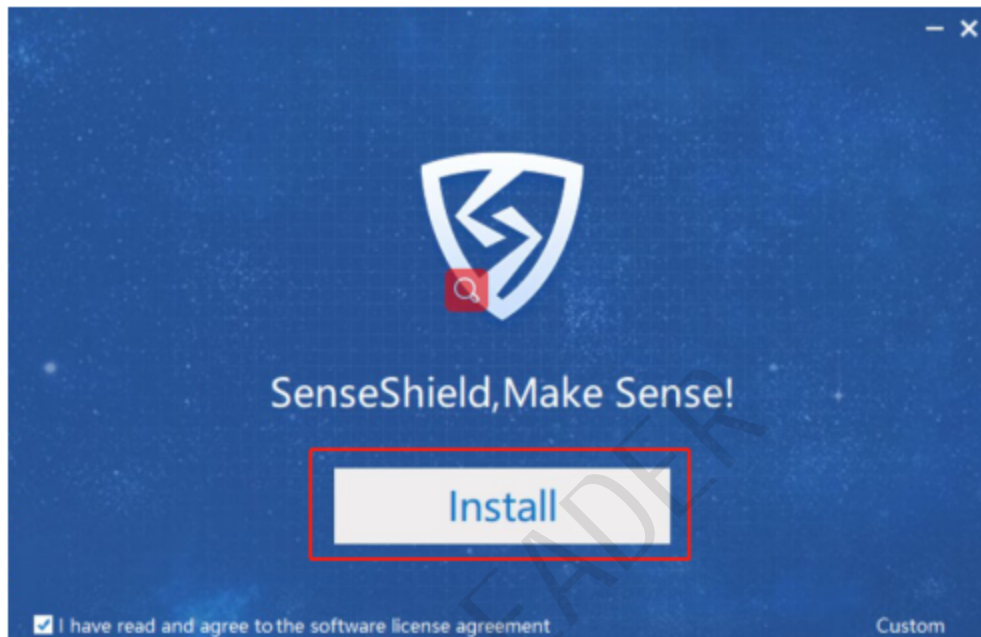 SenseShield,Make Sense!
Install
I have read and agree to the software license agreement
Custom